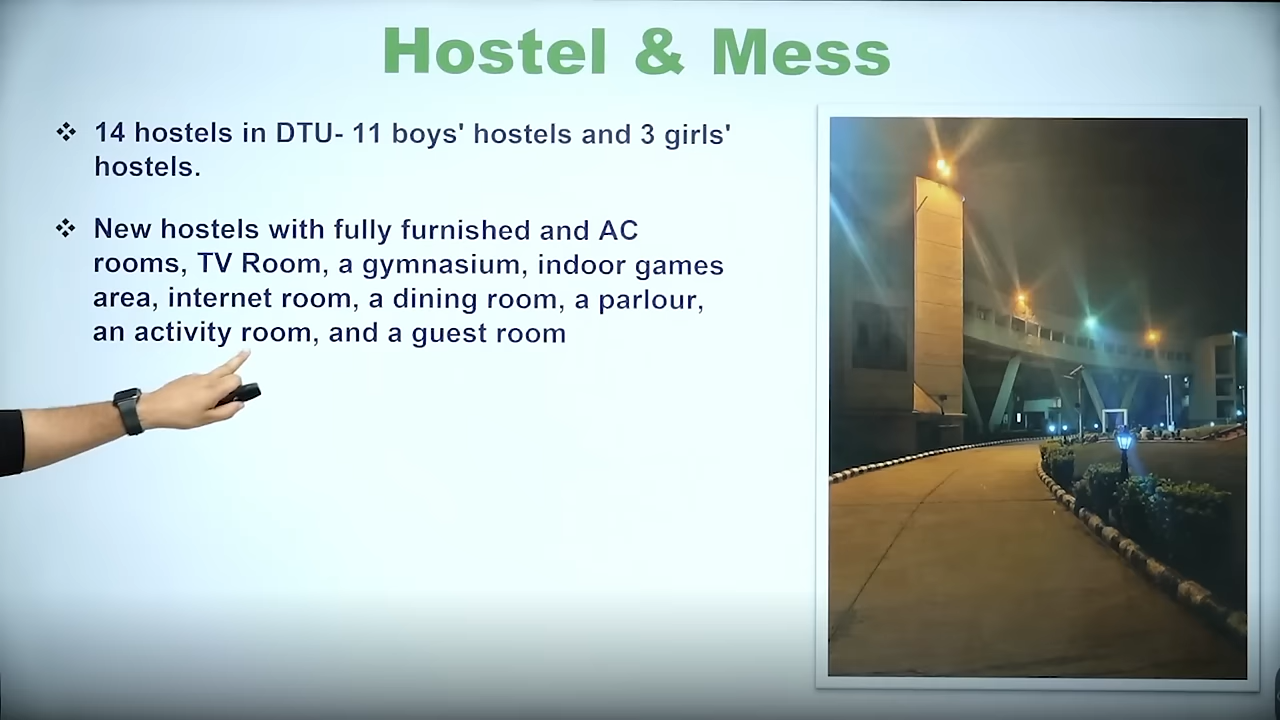 Hostel & Mess
❖ 14 hostels in DTU- 11 boys' hostels and 3 girls'
hostels.
❖ New hostels with fully furnished and AC
rooms, TV Room, a gymnasium, indoor games
area, internet room, a dining room, a parlour,
an activity room, and a guest room